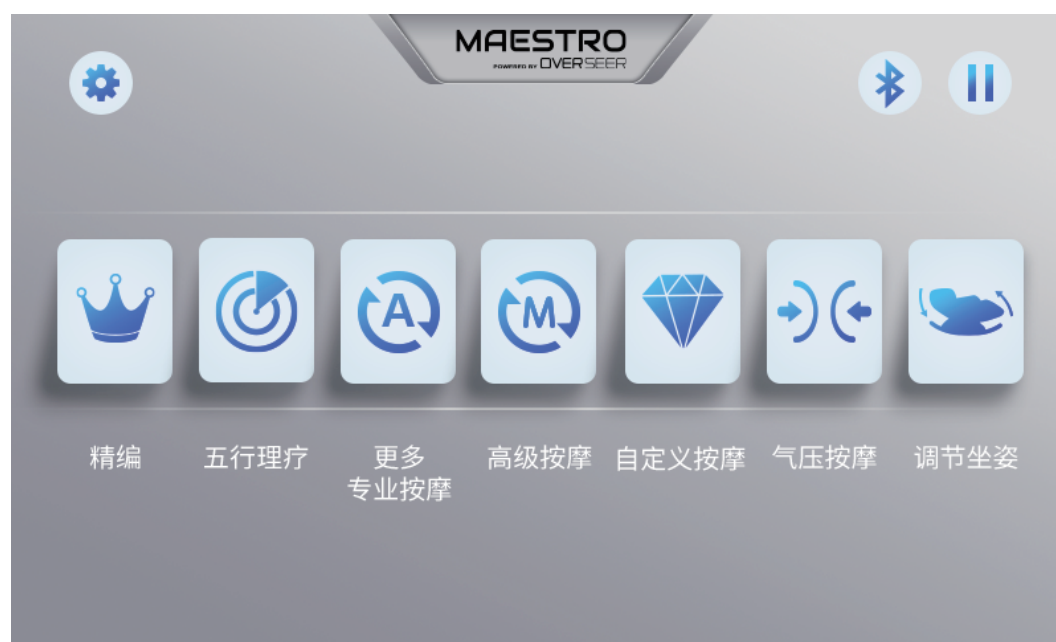 MAESTRO
POWERED BY OVERSEER
A
M
精编
五行理疗
更多
专业按摩
高级按摩
自定义按摩
气压按摩
调节坐姿